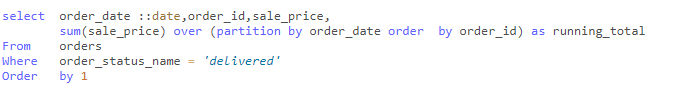 select  order_date ::date,order_id,sale_price,
        sum(sale_price) over (partition by order_date order  by order_id) as running_total
From    orders
Where   order_status_name = 'delivered'
Order   by 1